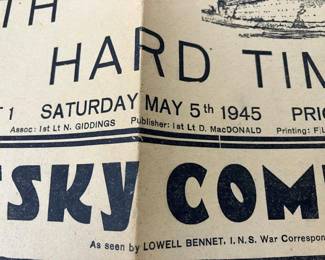 TH
HARD TIM
1 SATURDAY MAY 5th 1945 PRI
Assoc: 1st Lt N. GIDDINGS Publisher: 1st Lt D. MacDONALD Printing: F/L
SKY COM
As seen by LOWELL BENNET, I. N. S. War Correspon